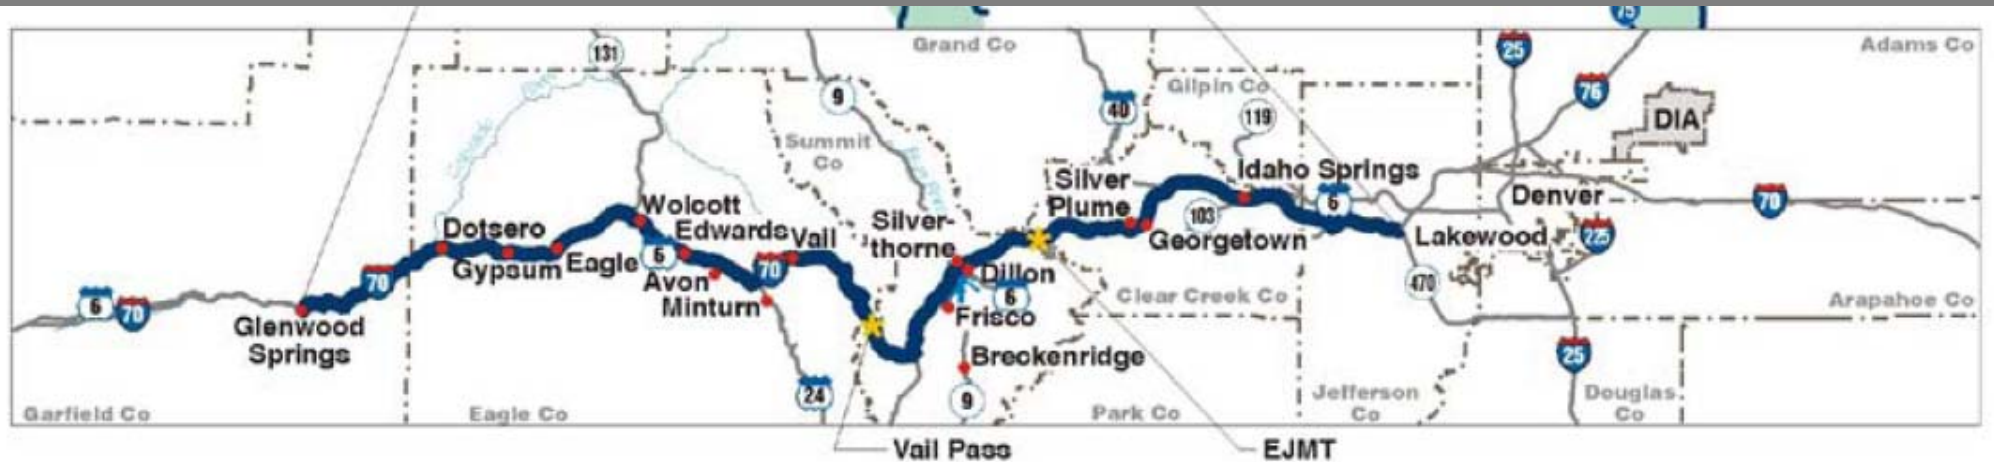 75
Grand Co
Adams Co
131
25
9
76
40
Gilpin Co
119
DIA
Summit
Co
Silver
Plume
Idaho Springs
Denver
70
103
6
Wolcott
Edwards
Vail
Silver-
thorne
Georgetown
Lakewood
225
Dotsero
Gypsum
Eagle
6
70
Avon
Minturn
Dillon
6
470
Clear Creek Co
Arapahoe Co
70
6
70
Glenwood
Springs
Frisco
Breckenridge
25
24
9
Garfield Co
Eagle Co
Park Co
Jefferson
Co
Douglas
Co
Vail Pass
EJMT